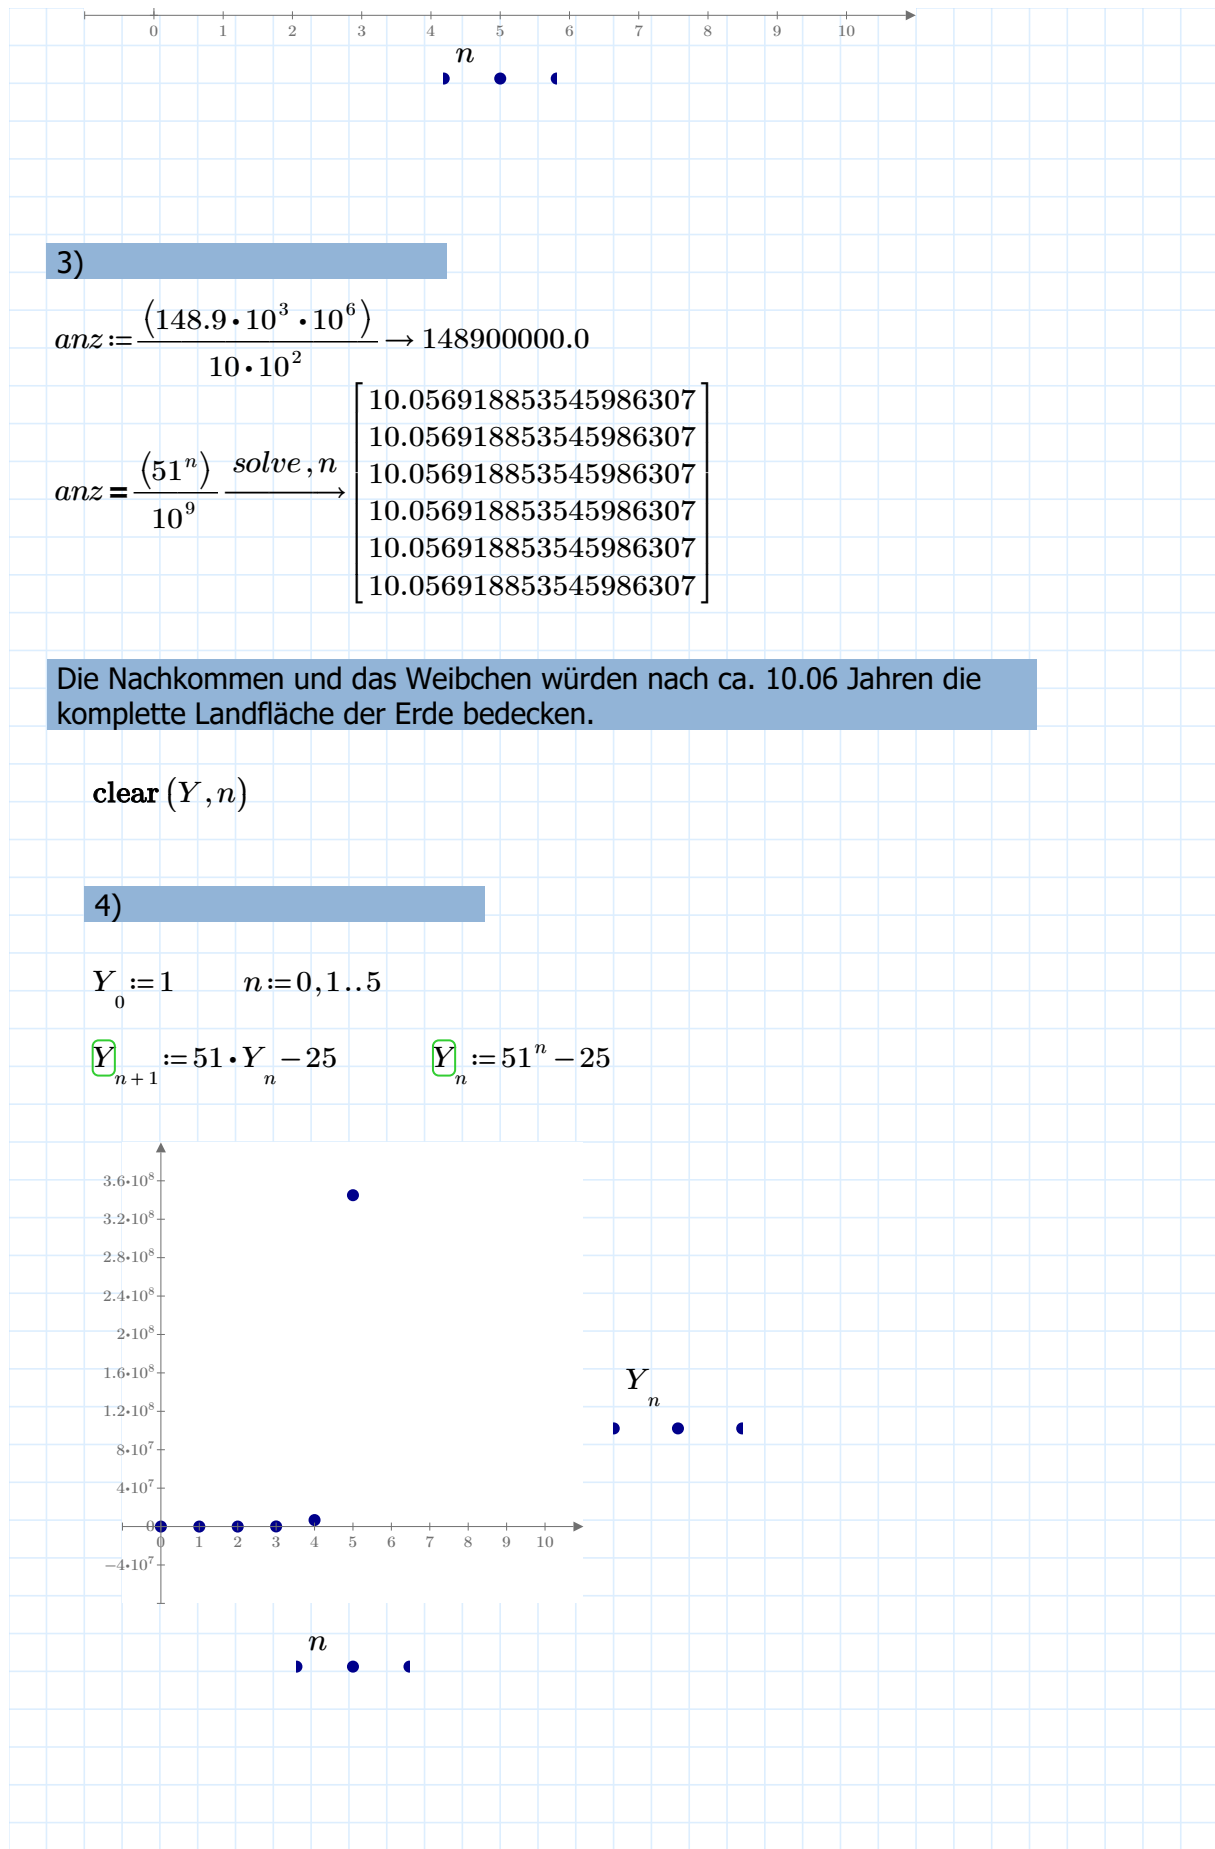 0 1 2 3 4 5 6 7 8 9 10
n
3)
anz:=(148.9•10^3•10^6)/(10•10^2)→148900000.0
anz=(51^n)/10^9 solve,n→
[10.056918853545986307
10.056918853545986307
10.056918853545986307
10.056918853545986307
10.056918853545986307
10.056918853545986307]
Die Nachkommen und das Weibchen würden nach ca. 10.06 Jahren die
komplette Landfläche der Erde bedecken.
clear(Y,n)
4)
Y_0:=1 n:=0,1..5
Y_{n+1}:=51•Y_n−25 Y_n:=51^n−25
3.6•10^8
3.2•10^8
2.8•10^8
2.4•10^8
2•10^8
1.6•10^8
1.2•10^8
8•10^7
4•10^7
0
−4•10^7
0 1 2 3 4 5 6 7 8 9 10
Y_n
n